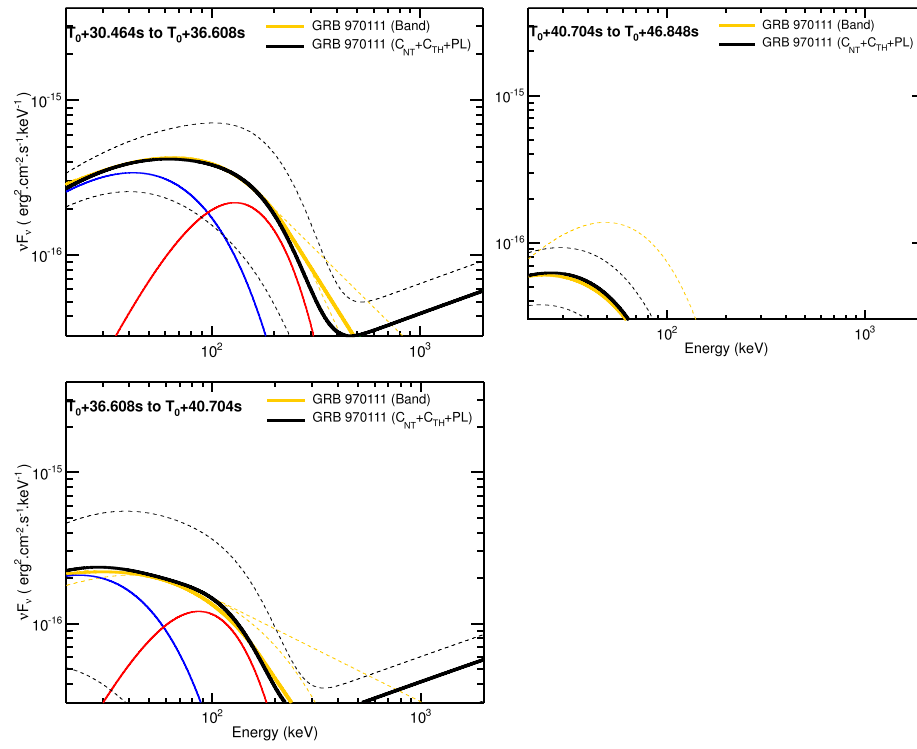 T0+30.464s to T0+36.608s
GRB 970111 (Band)
GRB 970111 (CNT+CTH+PL)
10-15
10-16
νFν ( erg2.cm-2.s-1.keV-1)
102
103
T0+40.704s to T0+46.848s
GRB 970111 (Band)
GRB 970111 (CNT+CTH+PL)
10-15
10-16
102
103
Energy (keV)
T0+36.608s to T0+40.704s
GRB 970111 (Band)
GRB 970111 (CNT+CTH+PL)
10-15
10-16
νFν ( erg2.cm-2.s-1.keV-1)
102
103
Energy (keV)